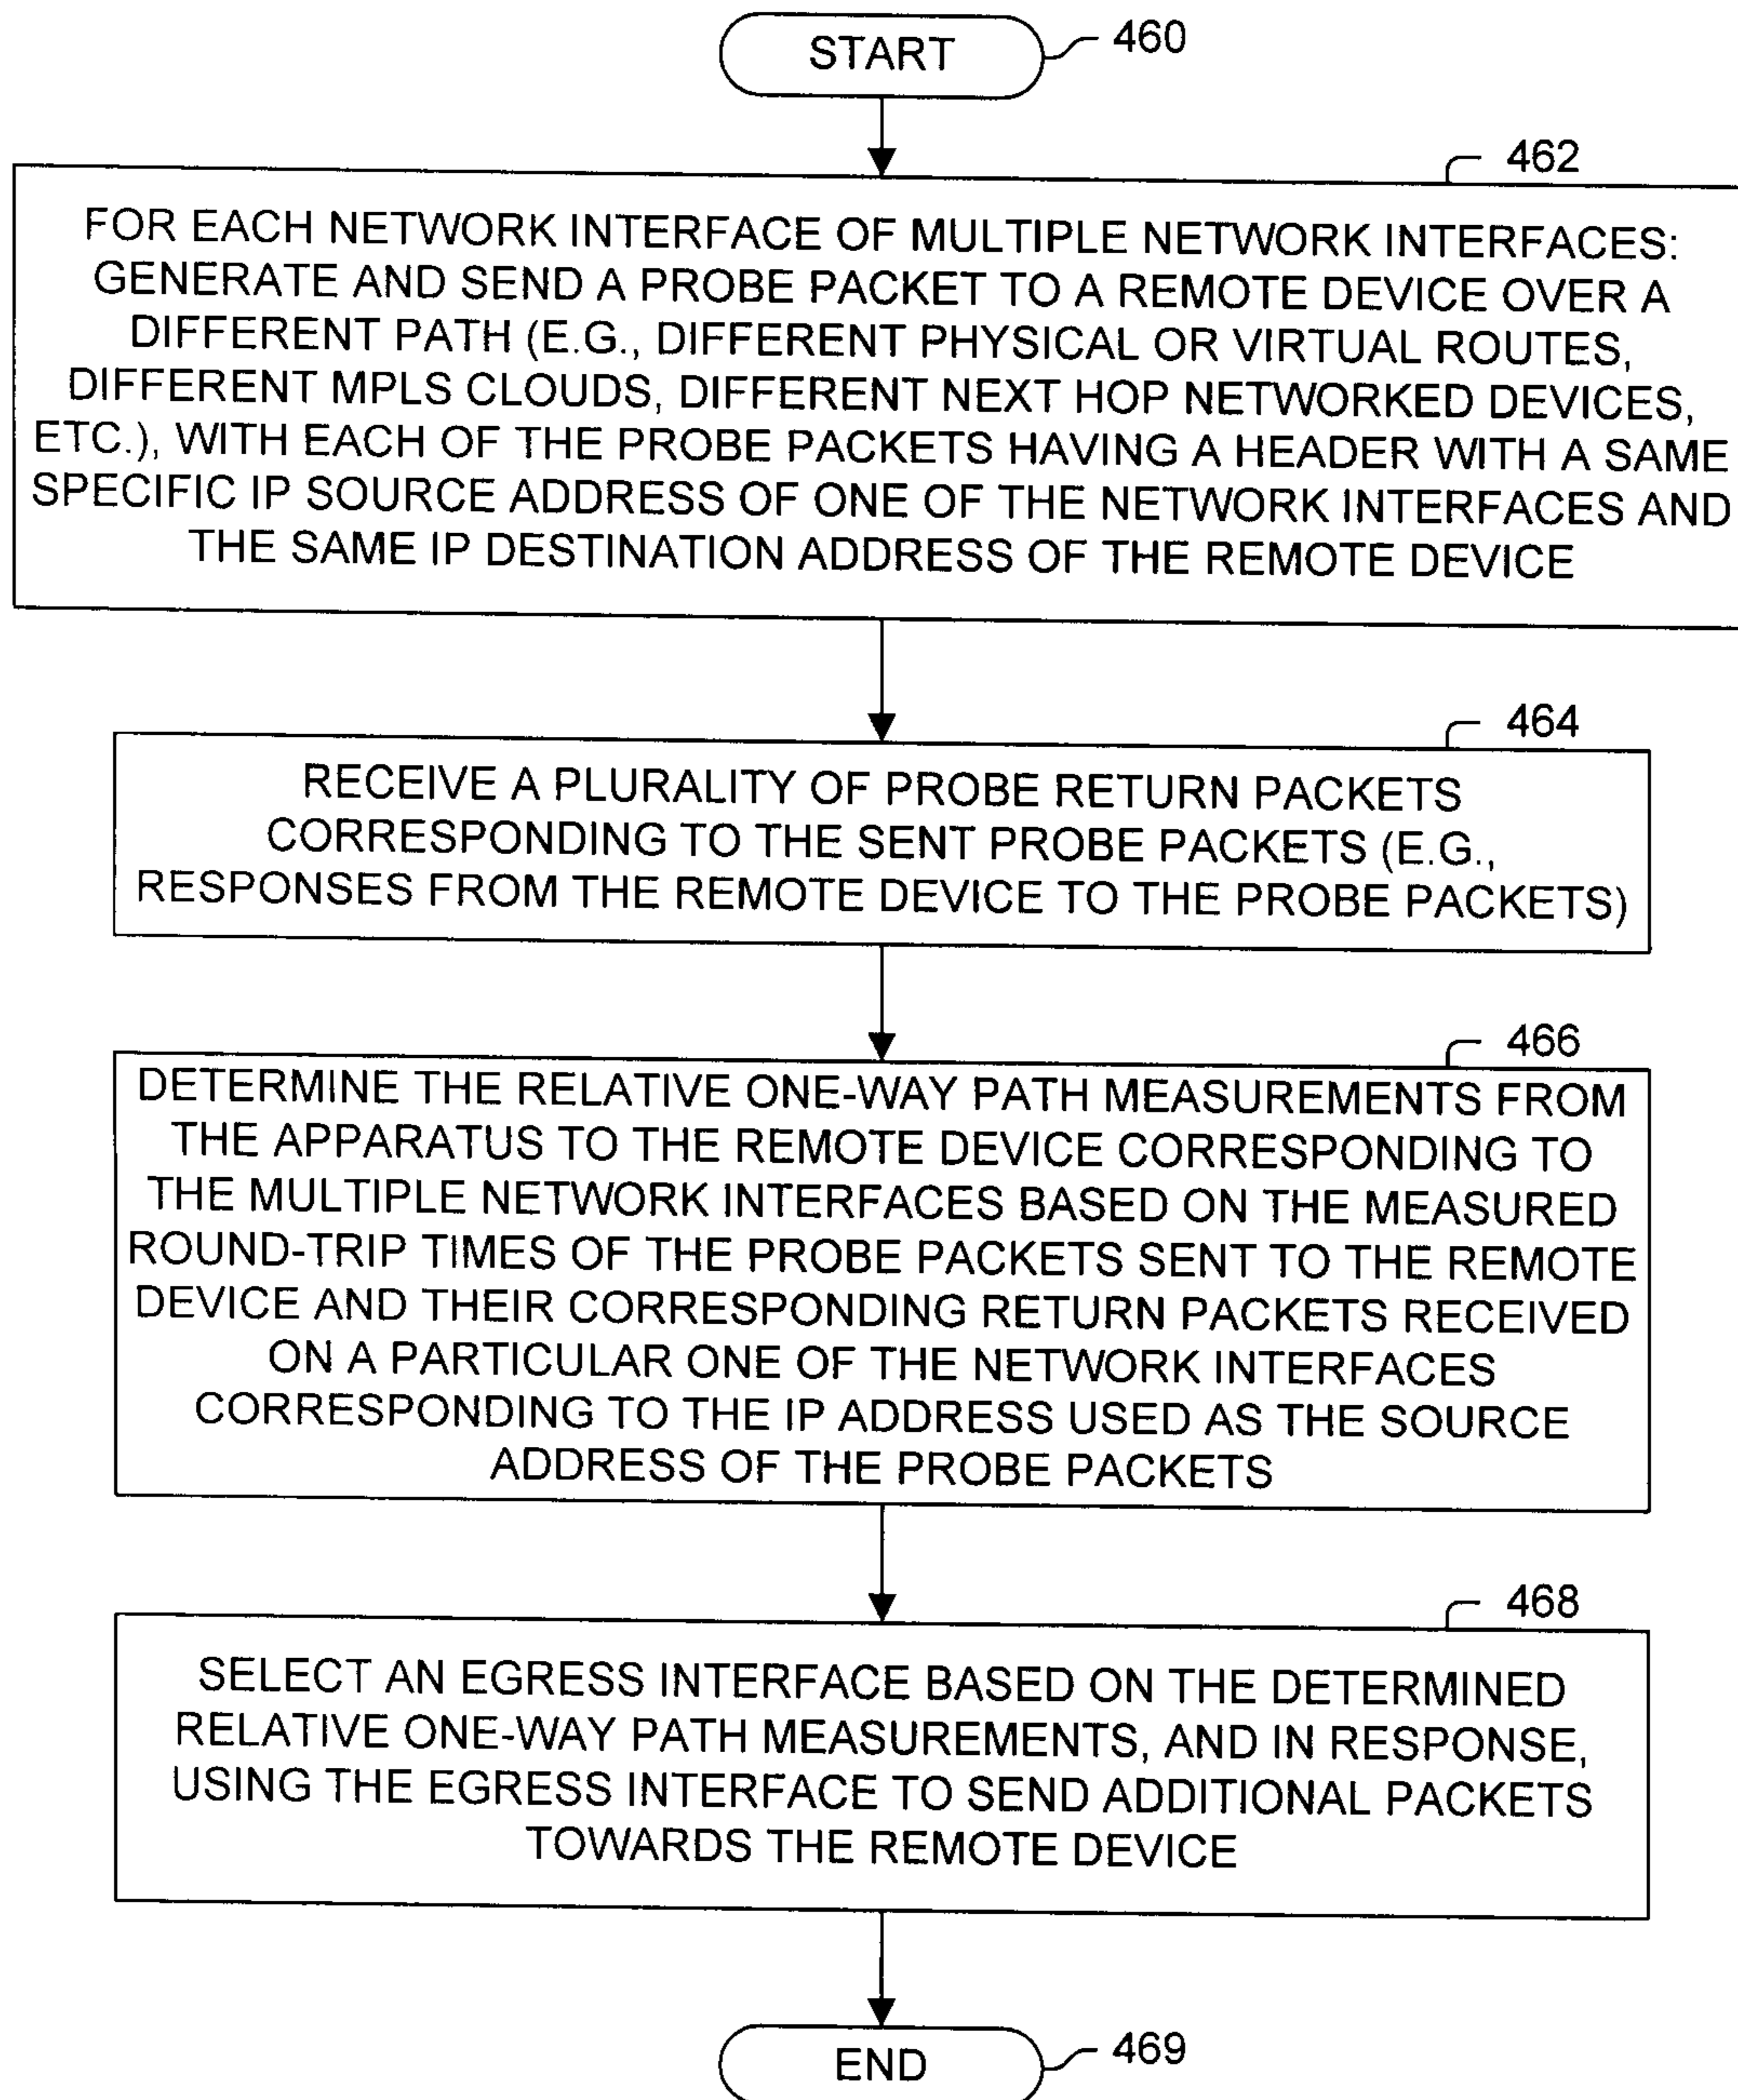 START
460
462
FOR EACH NETWORK INTERFACE OF MULTIPLE NETWORK INTERFACES:
GENERATE AND SEND A PROBE PACKET TO A REMOTE DEVICE OVER A
DIFFERENT PATH (E.G., DIFFERENT PHYSICAL OR VIRTUAL ROUTES,
DIFFERENT MPLS CLOUDS, DIFFERENT NEXT HOP NETWORKED DEVICES,
ETC.), WITH EACH OF THE PROBE PACKETS HAVING A HEADER WITH A SAME
SPECIFIC IP SOURCE ADDRESS OF ONE OF THE NETWORK INTERFACES AND
THE SAME IP DESTINATION ADDRESS OF THE REMOTE DEVICE
464
RECEIVE A PLURALITY OF PROBE RETURN PACKETS
CORRESPONDING TO THE SENT PROBE PACKETS (E.G.,
RESPONSES FROM THE REMOTE DEVICE TO THE PROBE PACKETS)
466
DETERMINE THE RELATIVE ONE-WAY PATH MEASUREMENTS FROM
THE APPARATUS TO THE REMOTE DEVICE CORRESPONDING TO
THE MULTIPLE NETWORK INTERFACES BASED ON THE MEASURED
ROUND-TRIP TIMES OF THE PROBE PACKETS SENT TO THE REMOTE
DEVICE AND THEIR CORRESPONDING RETURN PACKETS RECEIVED
ON A PARTICULAR ONE OF THE NETWORK INTERFACES
CORRESPONDING TO THE IP ADDRESS USED AS THE SOURCE
ADDRESS OF THE PROBE PACKETS
468
SELECT AN EGRESS INTERFACE BASED ON THE DETERMINED
RELATIVE ONE-WAY PATH MEASUREMENTS, AND IN RESPONSE,
USING THE EGRESS INTERFACE TO SEND ADDITIONAL PACKETS
TOWARDS THE REMOTE DEVICE
END
469